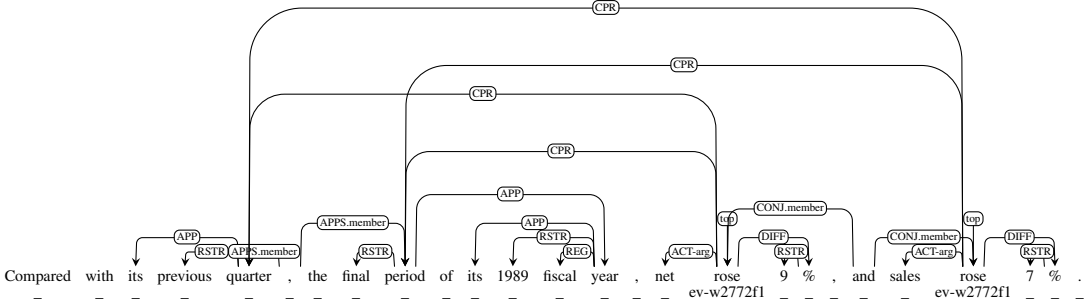 CPR
CPR
CPR
CPR
APP
top CONJ.member top
APPS.member
APP APP DIFF CONJ.member DIFF
RSTR
RSTR APPS.member RSTR REG ACT-arg RSTR ACT-arg RSTR
Compared with its previous quarter , the final period of its 1989 fiscal year , net rose 9 % , and sales rose 7 % .
_ _ _ _ _ _ _ _ _ _ _ _ _ _ _ _ ev-w2772f1 _ _ _ _ _ ev-w2772f1 _ _ _